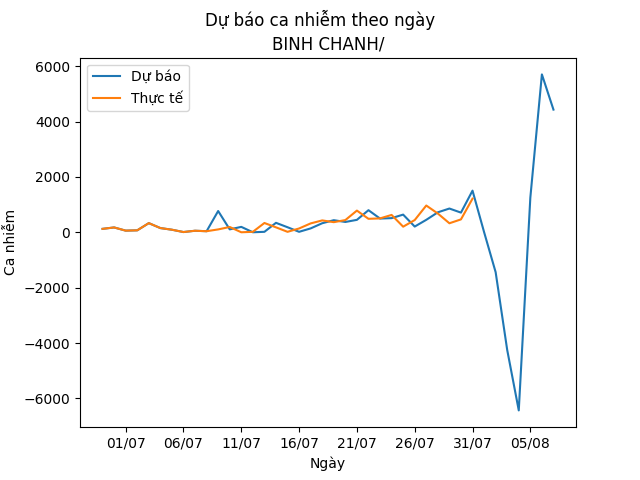 Dự báo ca nhiễm theo ngày
BINH CHANH/
Dự báo
Thực tế
6000
4000
2000
0
−2000
−4000
−6000
Ca nhiễm
01/07 06/07 11/07 16/07 21/07 26/07 31/07 05/08
Ngày